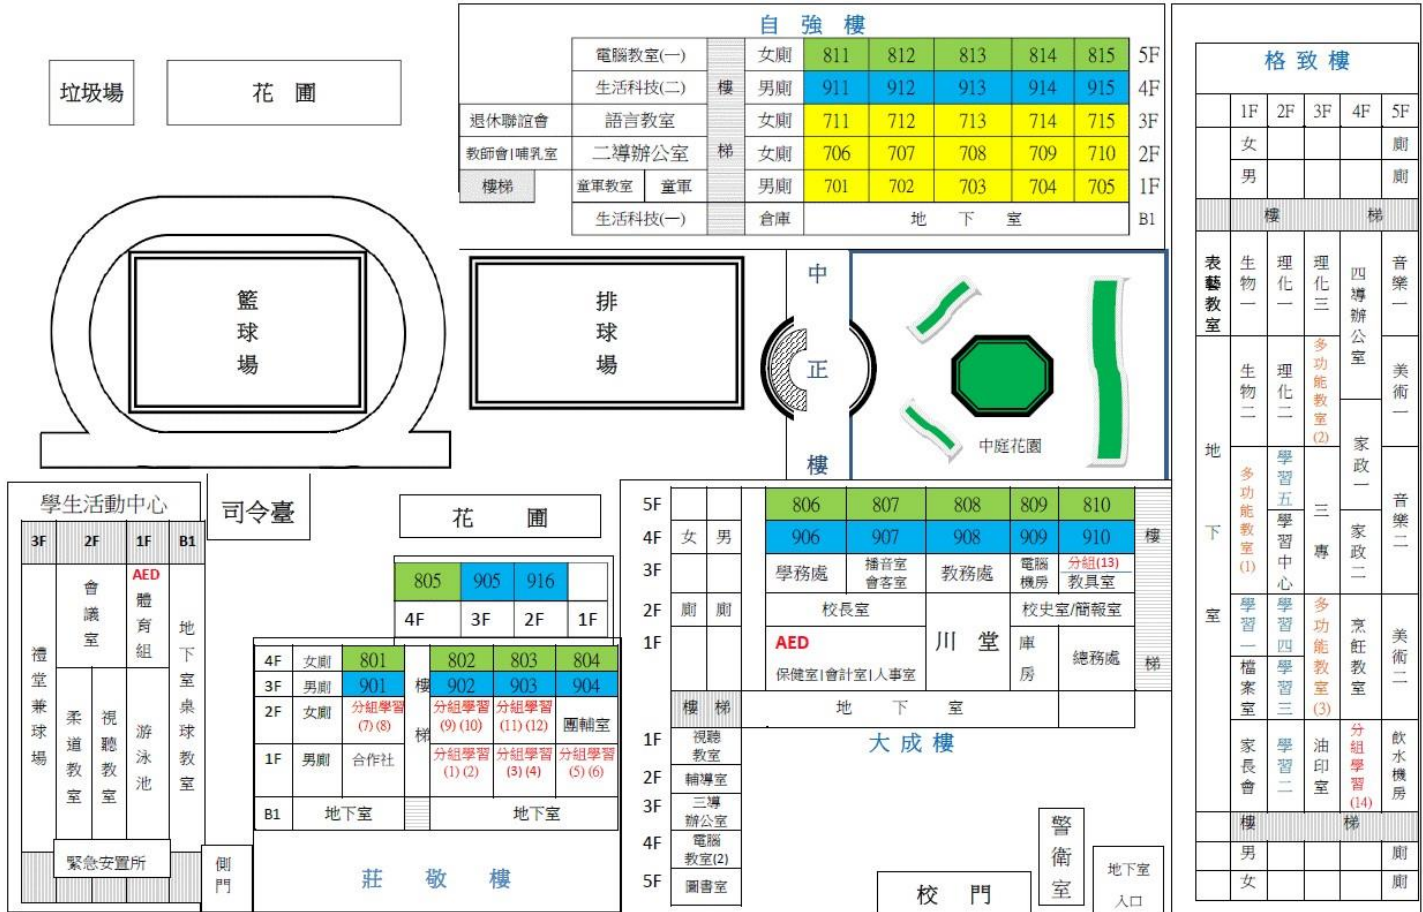 垃圾場
花 圃
自強樓
電腦教室(一) 女廁 811 812 813 814 815 5F
生活科技(二) 樓 男廁 911 912 913 914 915 4F
退休聯誼會 語言教室 女廁 711 712 713 714 715 3F
教師會|哺乳室 二導辦公室 梯 女廁 706 707 708 709 710 2F
樓梯 童軍教室 童軍 男廁 701 702 703 704 705 1F
生活科技(一) 倉庫 地下室 B1
籃球場
排球場
中正樓
中庭花園
格致樓
1F 2F 3F 4F 5F
女 廁
男 廁
樓 梯
表藝教室
地下室
生物一
生物二
多功能教室(1)
學習一
檔案室
家長會
理化一
理化二
學習五
學習中心
學習四
學習三
學習二
理化三
多功能教室(2)
三專
多功能教室(3)
油印室
四導辦公室
家政一
家政二
烹飪教室
分組學習(14)
音樂一
美術一
音樂二
美術二
飲水機房
樓 梯
男 廁
女 廁
學生活動中心
3F 2F 1F B1
禮堂兼球場
會議室
柔道教室
視聽教室
AED
體育組
游泳池
地下室桌球教室
緊急安置所
司令臺
側門
花 圃
805 905 916
4F 3F 2F 1F
4F 女廁 801 802 803 804
3F 男廁 901 樓 902 903 904
2F 女廁 分組學習(7)(8) 梯 分組學習(9)(10) 分組學習(11)(12) 團輔室
1F 男廁 合作社 分組學習(1)(2) 分組學習(3)(4) 分組學習(5)(6)
B1 地下室 地下室
莊敬樓
5F 806 807 808 809 810
4F 女 男 906 907 908 909 910 樓
3F 學務處 播音室 會客室 教務處 電腦機房 分組(13) 教具室
2F 廁 廁 校長室 校史室/簡報室
1F AED 川堂 庫房 總務處 梯
保健室|會計室|人事室
樓梯 地下室
大成樓
1F 視聽教室
2F 輔導室
3F 三導辦公室
4F 電腦教室(2)
5F 圖書室
校門
警衛室
地下室
入口